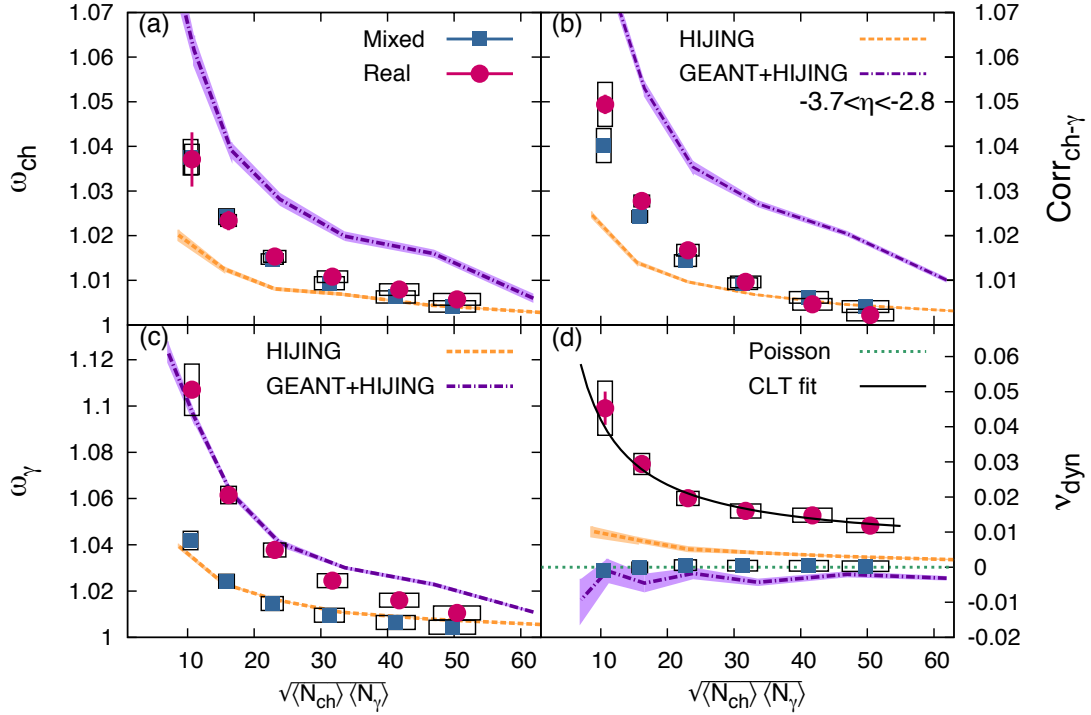 (a)
Mixed
Real
ω_ch
1.07
1.06
1.05
1.04
1.03
1.02
1.01
1
(b)
HIJING
GEANT+HIJING
-3.7<η<-2.8
Corr_ch-γ
1.07
1.06
1.05
1.04
1.03
1.02
1.01
1
(c)
HIJING
GEANT+HIJING
ω_γ
1.12
1.1
1.08
1.06
1.04
1.02
1
10 20 30 40 50 60
√⟨N_ch⟩ ⟨N_γ⟩
(d)
Poisson
CLT fit
ν_dyn
0.06
0.05
0.04
0.03
0.02
0.01
0
-0.01
-0.02
10 20 30 40 50 60
√⟨N_ch⟩ ⟨N_γ⟩